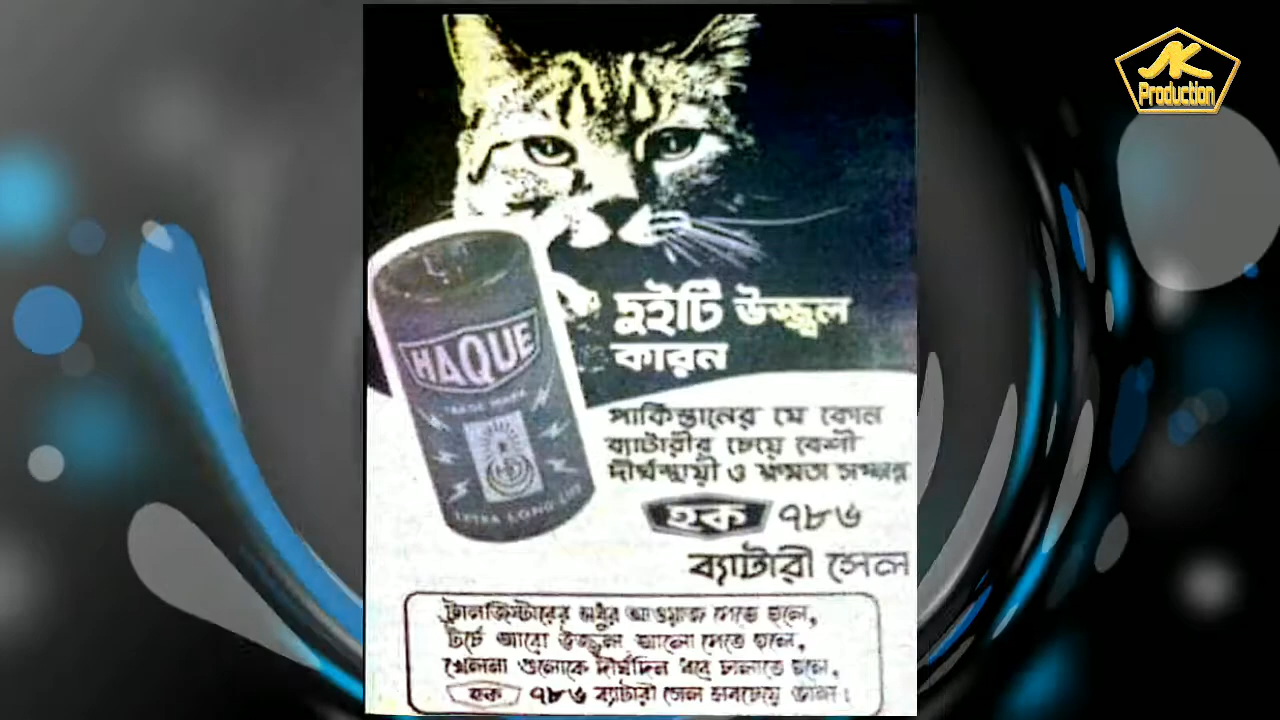 JK
Production
HAQUE
EXTRA LONG LIFE
দুইটি উজ্জ্বল
কারন
পাকিস্তানের যে কোন
ব্যাটারীর চেয়ে বেশী
দীর্ঘস্থায়ী ও ক্ষমতা সম্পন্ন
হক ৭৮৬
ব্যাটারী সেল
ট্রানজিস্টারের মধুর আওয়াজ পেতে হলে,
টর্চে আরো উজ্জ্বল আলো পেতে হলে,
খেলনা গুলোকে দীর্ঘদিন ধরে চালাতে হলে,
হক ৭৮৬ ব্যাটারী সেল সবচেয়ে ভাল।